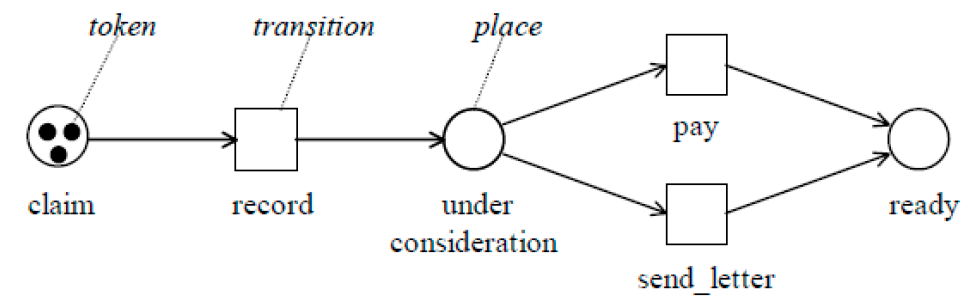 token
transition
place
pay
claim
record
under
consideration
ready
send_letter